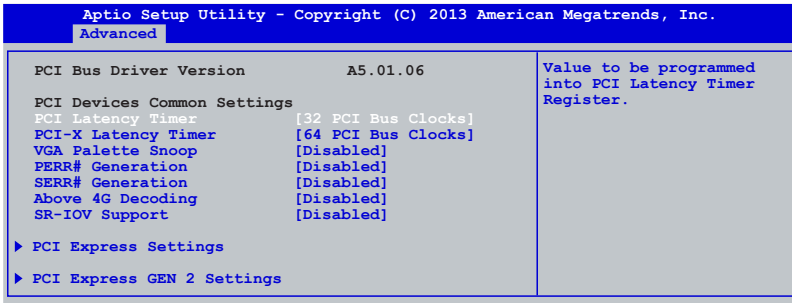 Aptio Setup Utility - Copyright (C) 2013 American Megatrends, Inc.
Advanced
PCI Bus Driver Version A5.01.06
PCI Devices Common Settings
PCI Latency Timer [32 PCI Bus Clocks]
PCI-X Latency Timer [64 PCI Bus Clocks]
VGA Palette Snoop [Disabled]
PERR# Generation [Disabled]
SERR# Generation [Disabled]
Above 4G Decoding [Disabled]
SR-IOV Support [Disabled]
PCI Express Settings
PCI Express GEN 2 Settings
Value to be programmed
into PCI Latency Timer
Register.